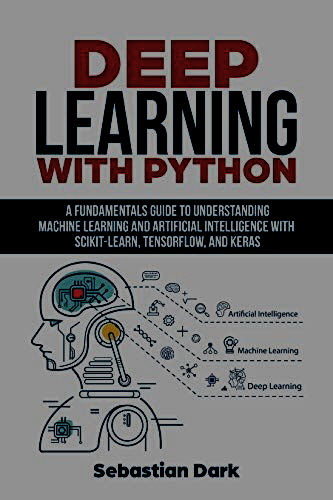 DEEP
LEARNING
WITH PYTHON
A FUNDAMENTALS GUIDE TO UNDERSTANDING
MACHINE LEARNING AND ARTIFICIAL INTELLIGENCE WITH
SCIKIT-LEARN, TENSORFLOW, AND KERAS
Artificial Intelligence
Machine Learning
Deep Learning
Sebastian Dark